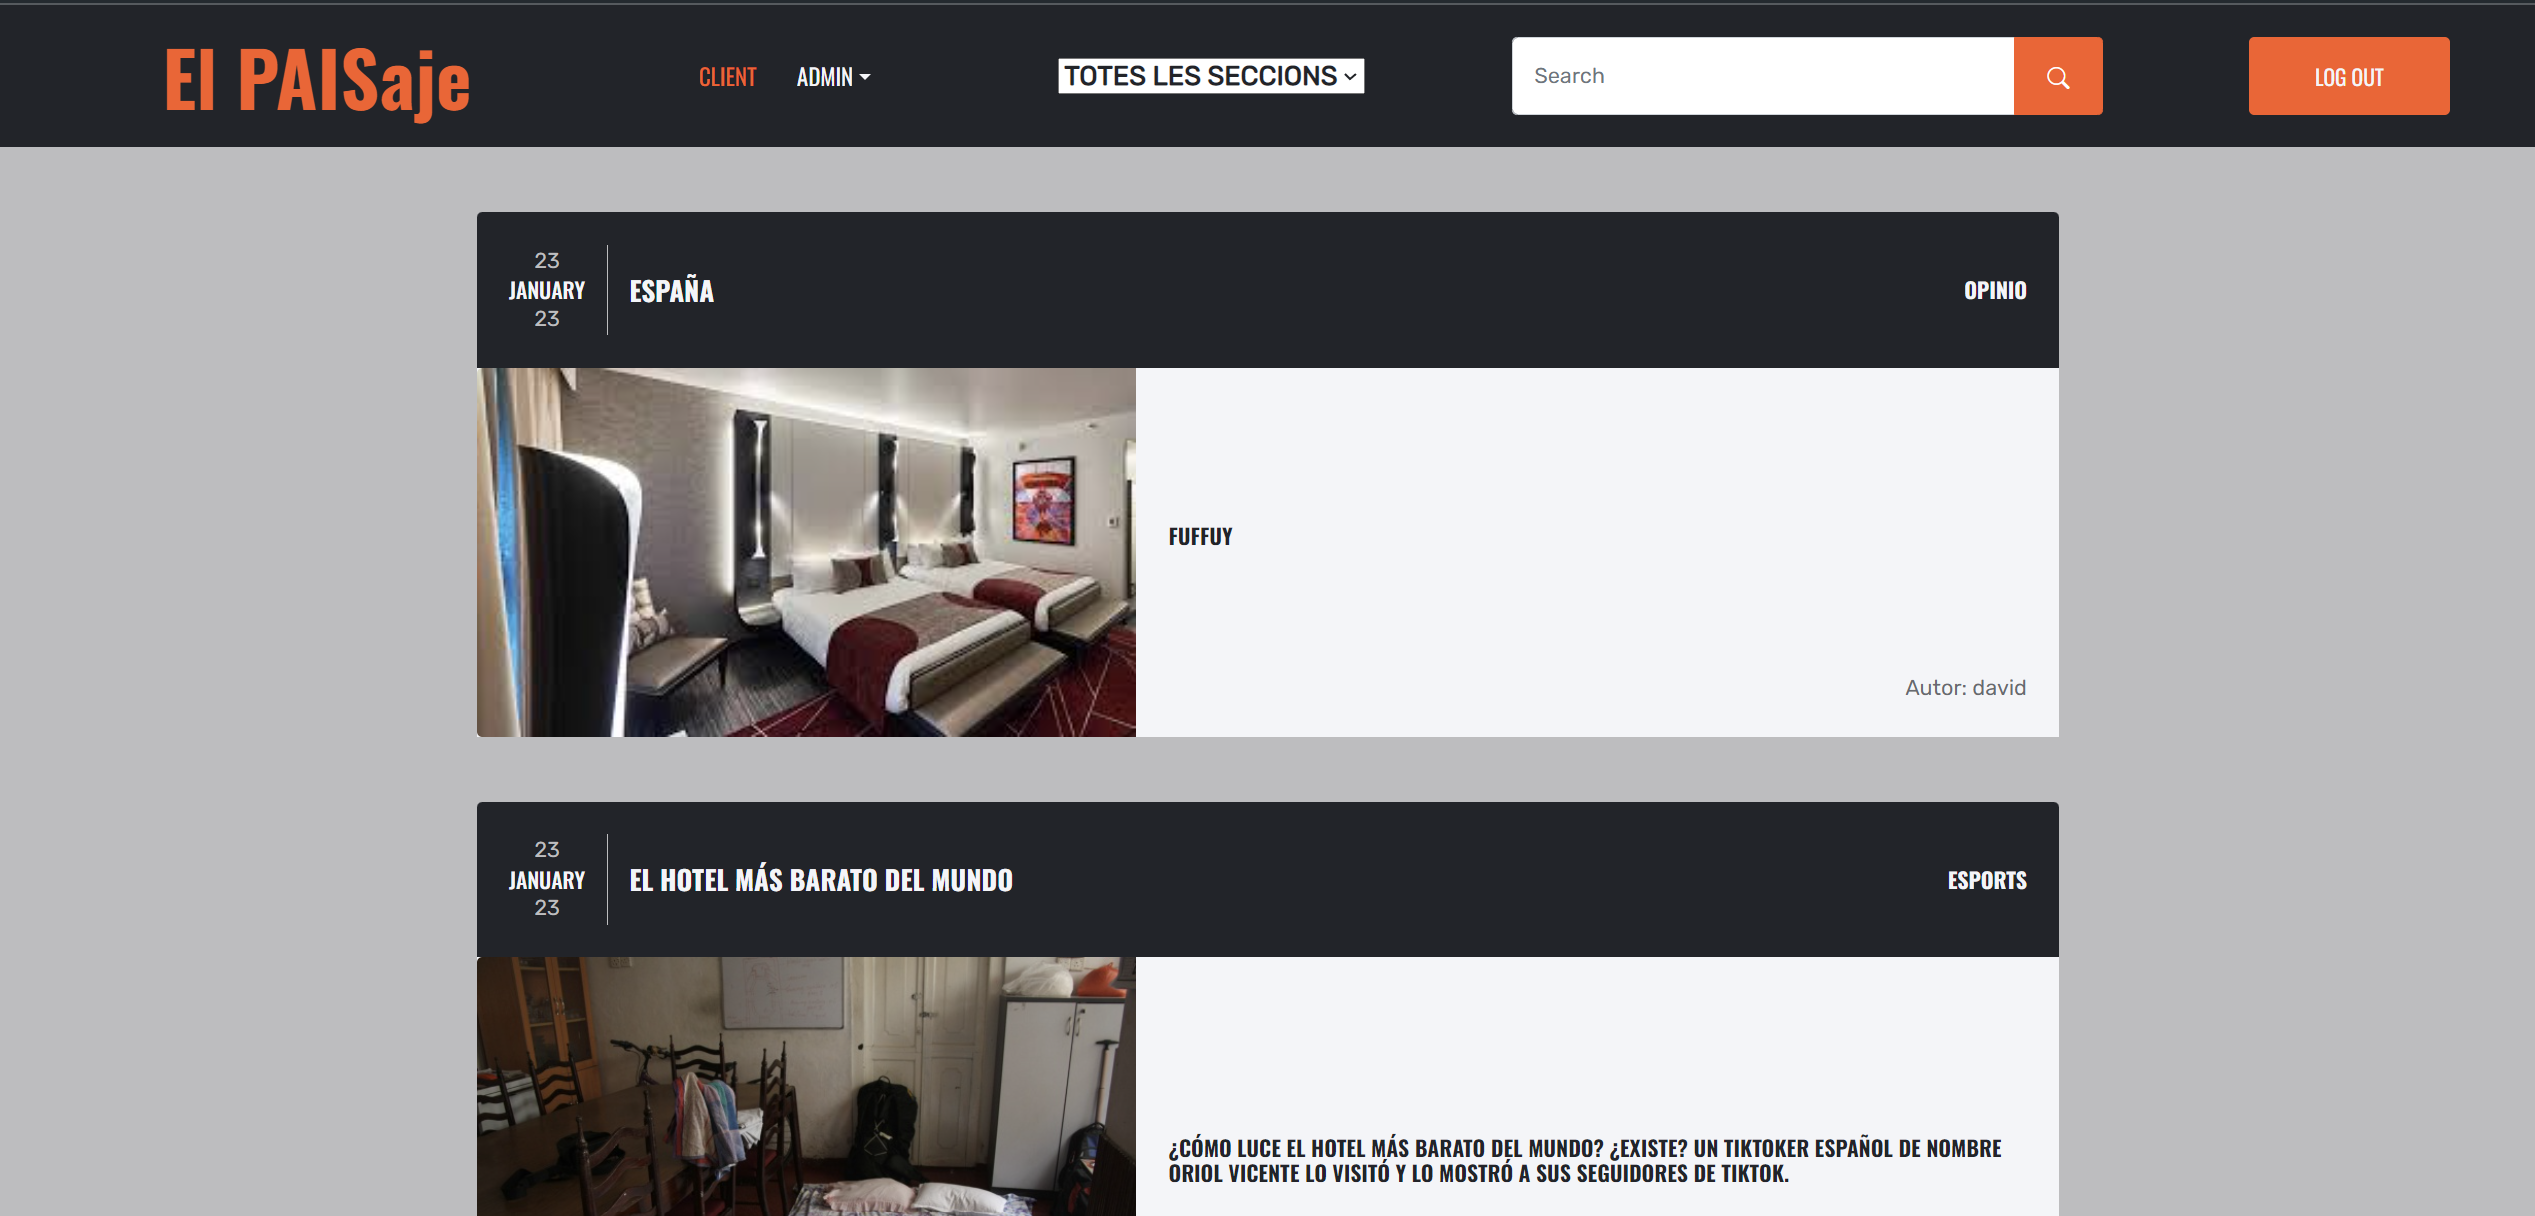 El PAISaje
CLIENT
ADMIN
TOTES LES SECCIONS
Search
LOG OUT
23
JANUARY
23
ESPAÑA
OPINIO
FUFFUY
Autor: david
23
JANUARY
23
EL HOTEL MÁS BARATO DEL MUNDO
ESPORTS
¿CÓMO LUCE EL HOTEL MÁS BARATO DEL MUNDO? ¿EXISTE? UN TIKTOKER ESPAÑOL DE NOMBRE
ORIOL VICENTE LO VISITÓ Y LO MOSTRÓ A SUS SEGUIDORES DE TIKTOK.